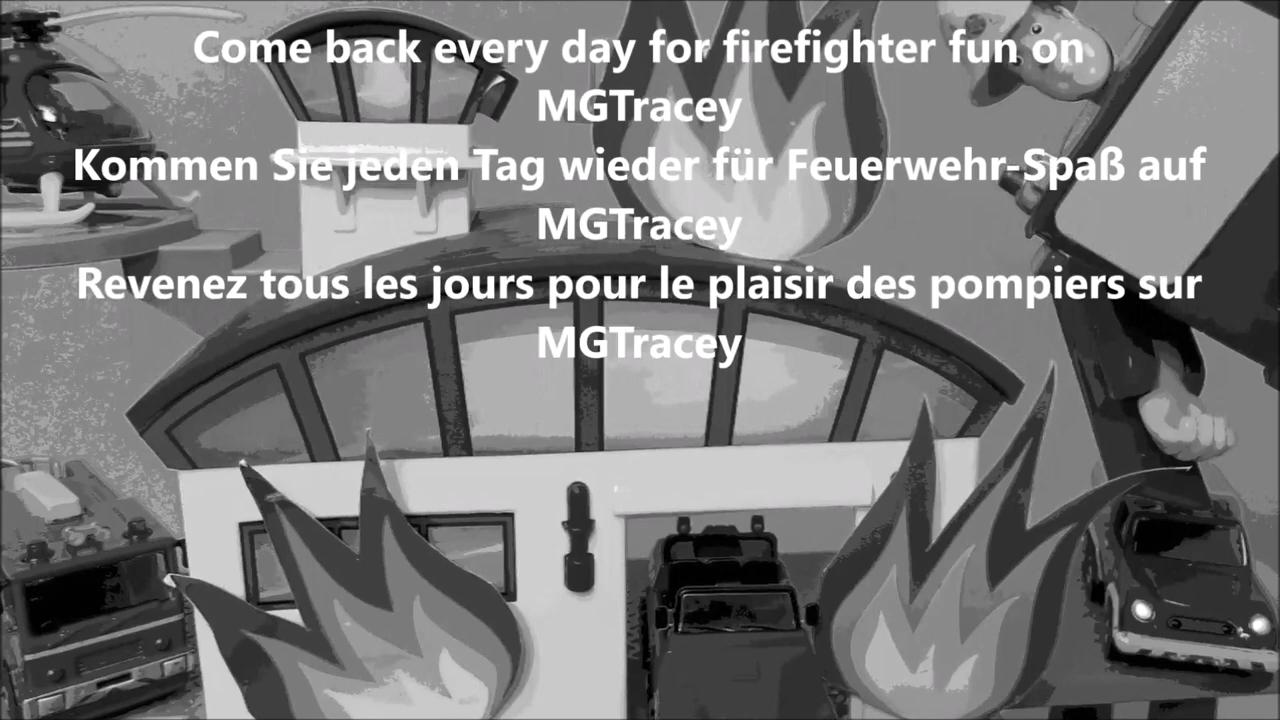 Come back every day for firefighter fun on
MGTracey
Kommen Sie jeden Tag wieder für Feuerwehr-Spaß auf
MGTracey
Revenez tous les jours pour le plaisir des pompiers sur
MGTracey